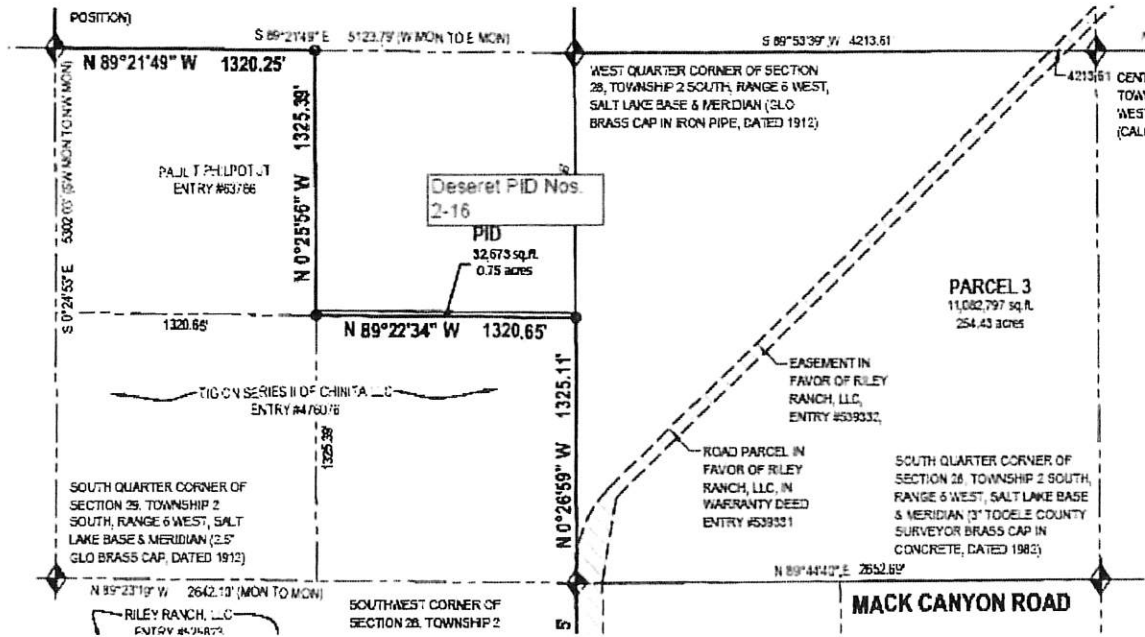 POSITION)
S 89°21'49" E 5123.79' (W MON TO E MON)
S 89°53'39" W 4213.61
N 89°21'49" W 1320.25'
WEST QUARTER CORNER OF SECTION
28, TOWNSHIP 2 SOUTH, RANGE 6 WEST,
SALT LAKE BASE & MERIDIAN (GLO
BRASS CAP IN IRON PIPE, DATED 1912)
4213.61
CENT
TOWN
WEST
(CALC
S 0°24'53" E 5302.03' (SW MON TO NW MON)
PAUL T PHILPOT JT
ENTRY #63766
N 0°25'56" W 1325.39'
Deseret PID Nos.
2-16
PID
32,673 sq.ft.
0.75 acres
PARCEL 3
11,082,797 sq.ft.
254.43 acres
1320.65'
N 89°22'34" W 1320.65'
EASEMENT IN
FAVOR OF RILEY
RANCH, LLC,
ENTRY #539332,
SERIES II OF CHINITA LLC
ENTRY #476076
1325.39'
N 0°26'59" W 1325.11'
ROAD PARCEL IN
FAVOR OF RILEY
RANCH, LLC, IN
WARRANTY DEED
ENTRY #539331
SOUTH QUARTER CORNER OF
SECTION 28, TOWNSHIP 2 SOUTH,
RANGE 6 WEST, SALT LAKE BASE
& MERIDIAN (3" TOOELE COUNTY
SURVEYOR BRASS CAP IN
CONCRETE, DATED 1982)
SOUTH QUARTER CORNER OF
SECTION 29, TOWNSHIP 2
SOUTH, RANGE 6 WEST, SALT
LAKE BASE & MERIDIAN (2.5"
GLO BRASS CAP, DATED 1912)
N 89°23'19" W 2642.10' (MON TO MON)
N 89°44'40" E 2652.69'
MACK CANYON ROAD
RILEY RANCH, LLC
ENTRY #525873
SOUTHWEST CORNER OF
SECTION 28, TOWNSHIP 2
5